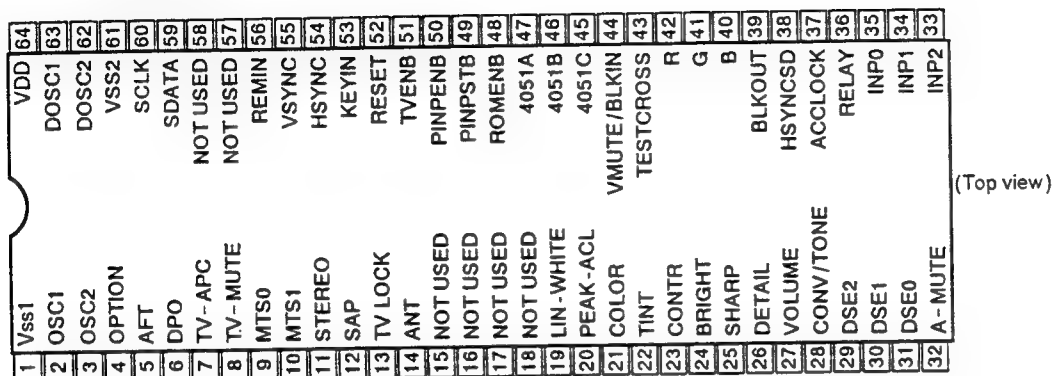 64 VDD
63 DOSC1
62 DOSC2
61 VSS2
60 SCLK
59 SDATA
58 NOT USED
57 NOT USED
56 REMIN
55 VSYNC
54 HSYNC
53 KEYIN
52 RESET
51 TVENB
50 PINPENB
49 PINPSTB
48 ROMENB
47 4051A
46 4051B
45 4051C
44 VMUTE/BLKIN
43 TESTCROSS
42 R
41 G
40 B
39 BLKOUT
38 HSYNCSD
37 ACCLOCK
36 RELAY
35 INP0
34 INP1
33 INP2
(Top view)
1 Vss1
2 OSC1
3 OSC2
4 OPTION
5 AFT
6 DPO
7 TV-APC
8 TV-MUTE
9 MTS0
10 MTS1
11 STEREO
12 SAP
13 TV LOCK
14 ANT
15 NOT USED
16 NOT USED
17 NOT USED
18 NOT USED
19 LIN-WHITE
20 PEAK-ACL
21 COLOR
22 TINT
23 CONTR
24 BRIGHT
25 SHARP
26 DETAIL
27 VOLUME
28 CONV/TONE
29 DSE2
30 DSE1
31 DSE0
32 A-MUTE